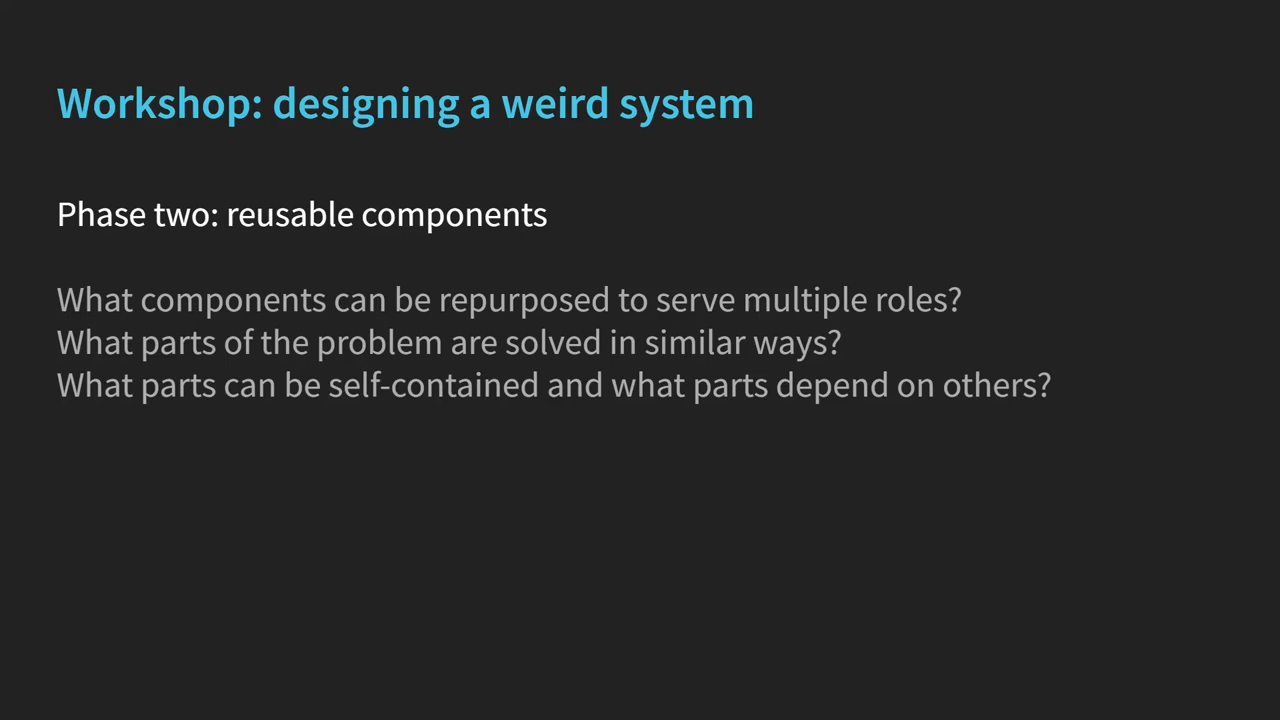 Workshop: designing a weird system
Phase two: reusable components
What components can be repurposed to serve multiple roles?
What parts of the problem are solved in similar ways?
What parts can be self-contained and what parts depend on others?